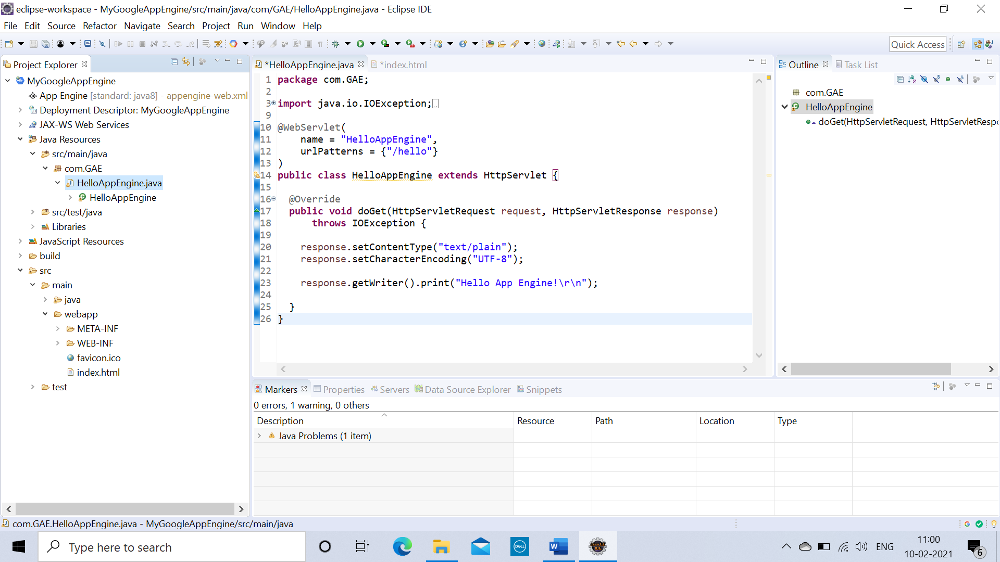 eclipse-workspace - MyGoogleAppEngine/src/main/java/com/GAE/HelloAppEngine.java - Eclipse IDE
File Edit Source Refactor Navigate Search Project Run Window Help
Quick Access
Project Explorer
MyGoogleAppEngine
App Engine [standard: java8] - appengine-web.xml
Deployment Descriptor: MyGoogleAppEngine
JAX-WS Web Services
Java Resources
src/main/java
com.GAE
HelloAppEngine.java
HelloAppEngine
src/test/java
Libraries
JavaScript Resources
build
src
main
java
webapp
META-INF
WEB-INF
favicon.ico
index.html
test
*HelloAppEngine.java *index.html
1 package com.GAE;
2
3 import java.io.IOException;
9
10 @WebServlet(
11 name = "HelloAppEngine",
12 urlPatterns = {"/hello"}
13 )
14 public class HelloAppEngine extends HttpServlet {
15
16 @Override
17 public void doGet(HttpServletRequest request, HttpServletResponse response)
18 throws IOException {
19
20 response.setContentType("text/plain");
21 response.setCharacterEncoding("UTF-8");
22
23 response.getWriter().print("Hello App Engine!\r\n");
24
25 }
26 }
Outline Task List
com.GAE
HelloAppEngine
doGet(HttpServletRequest, HttpServletRespo
Markers Properties Servers Data Source Explorer Snippets
0 errors, 1 warning, 0 others
Description Resource Path Location Type
Java Problems (1 item)
com.GAE.HelloAppEngine.java - MyGoogleAppEngine/src/main/java
Type here to search
DELL
W
Java EE
IDE
ENG
11:00
10-02-2021
6